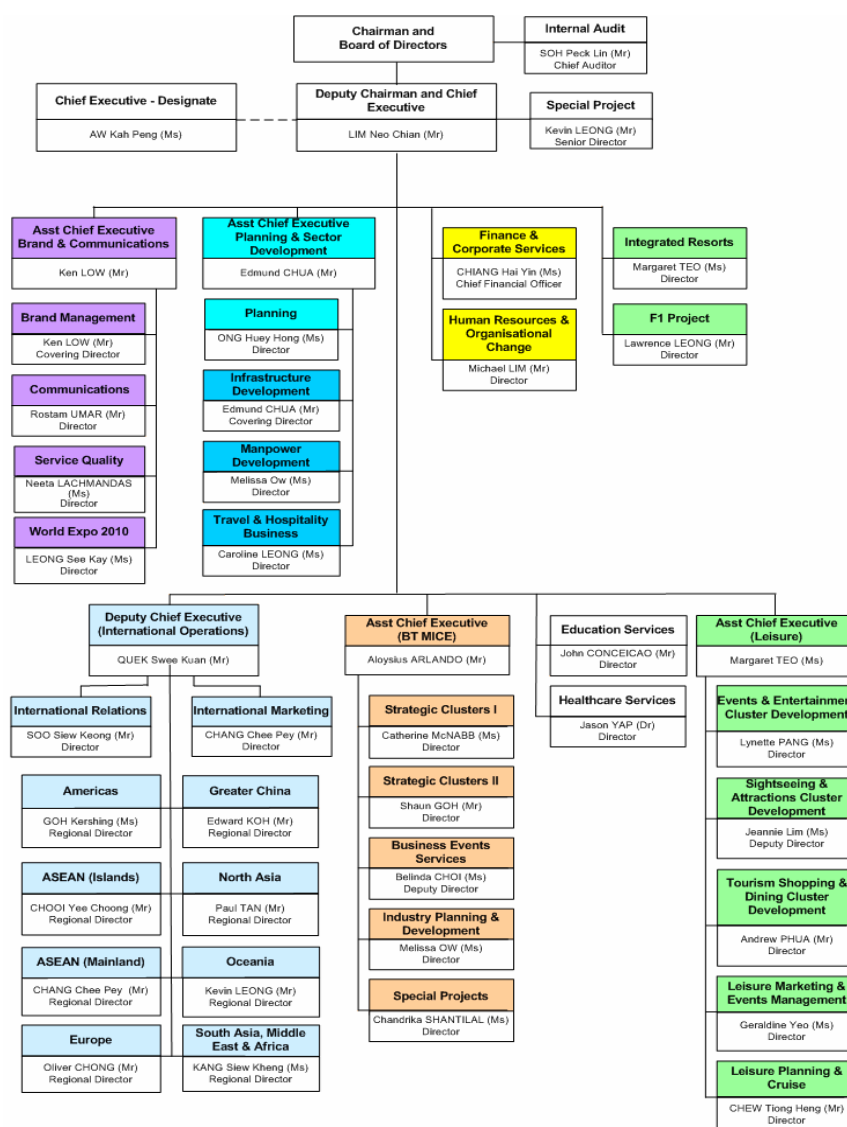 Chairman and
Board of Directors
Internal Audit
SOH Peck Lin (Mr)
Chief Auditor
Chief Executive - Designate
AW Kah Peng (Ms)
Deputy Chairman and Chief
Executive
LIM Neo Chian (Mr)
Special Project
Kevin LEONG (Mr)
Senior Director
Asst Chief Executive
Brand & Communications
Ken LOW (Mr)
Brand Management
Ken LOW (Mr)
Covering Director
Communications
Rostam UMAR (Mr)
Director
Service Quality
Neeta LACHMANDAS
(Ms)
Director
World Expo 2010
LEONG See Kay (Ms)
Director
Asst Chief Executive
Planning & Sector
Development
Edmund CHUA (Mr)
Planning
ONG Huey Hong (Ms)
Director
Infrastructure
Development
Edmund CHUA (Mr)
Covering Director
Manpower
Development
Melissa Ow (Ms)
Director
Travel & Hospitality
Business
Caroline LEONG (Ms)
Director
Finance &
Corporate Services
CHIANG Hai Yin (Ms)
Chief Financial Officer
Human Resources &
Organisational
Change
Michael LIM (Mr)
Director
Integrated Resorts
Margaret TEO (Ms)
Director
F1 Project
Lawrence LEONG (Mr)
Director
Deputy Chief Executive
(International Operations)
QUEK Swee Kuan (Mr)
International Relations
SOO Siew Keong (Mr)
Director
International Marketing
CHANG Chee Pey (Mr)
Director
Americas
GOH Kershing (Ms)
Regional Director
Greater China
Edward KOH (Mr)
Regional Director
ASEAN (Islands)
CHOOI Yee Choong (Mr)
Regional Director
North Asia
Paul TAN (Mr)
Regional Director
ASEAN (Mainland)
CHANG Chee Pey (Mr)
Regional Director
Oceania
Kevin LEONG (Mr)
Regional Director
Europe
Oliver CHONG (Mr)
Regional Director
South Asia, Middle
East & Africa
KANG Siew Kheng (Ms)
Regional Director
Asst Chief Executive
(BT MICE)
Aloysius ARLANDO (Mr)
Strategic Clusters I
Catherine McNABB (Ms)
Director
Strategic Clusters II
Shaun GOH (Mr)
Director
Business Events
Services
Belinda CHOI (Ms)
Deputy Director
Industry Planning &
Development
Melissa OW (Ms)
Director
Special Projects
Chandrika SHANTILAL (Ms)
Director
Education Services
John CONCEICAO (Mr)
Director
Healthcare Services
Jason YAP (Dr)
Director
Asst Chief Executive
(Leisure)
Margaret TEO (Ms)
Events & Entertainmen
Cluster Development
Lynette PANG (Ms)
Director
Sightseeing &
Attractions Cluster
Development
Jeannie Lim (Ms)
Deputy Director
Tourism Shopping &
Dining Cluster
Development
Andrew PHUA (Mr)
Director
Leisure Marketing &
Events Management
Geraldine Yeo (Ms)
Director
Leisure Planning &
Cruise
CHEW Tiong Heng (Mr)
Director